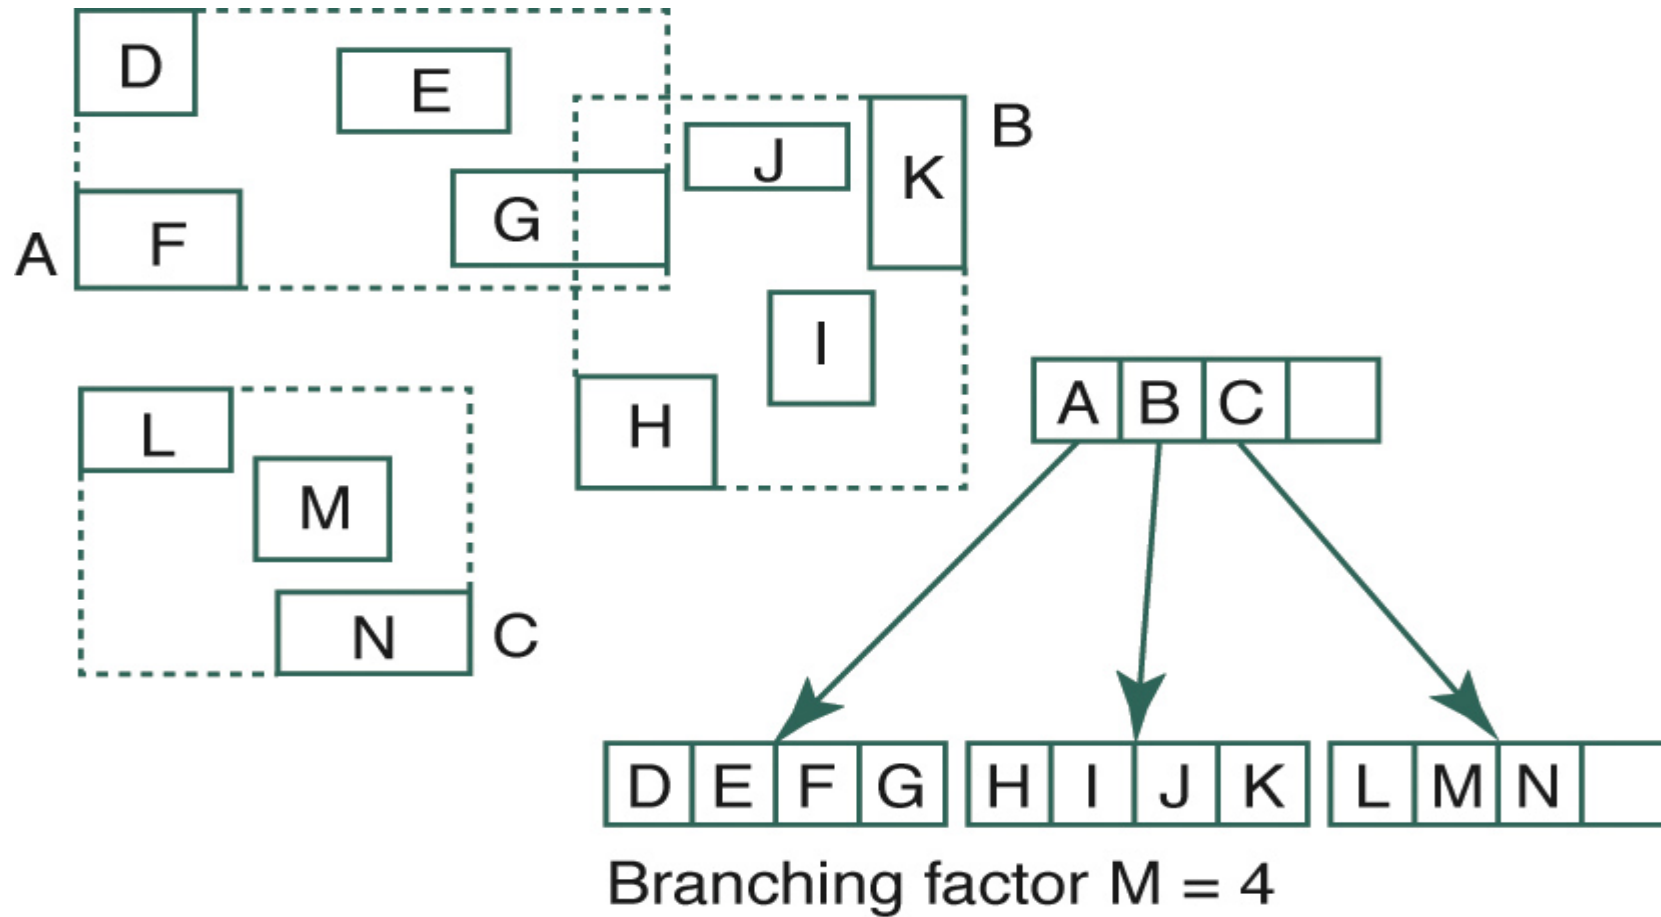 D
E
B
J
K
G
F
A
I
A B C
L
H
M
N
C
D E F G H I J K L M N
Branching factor M = 4